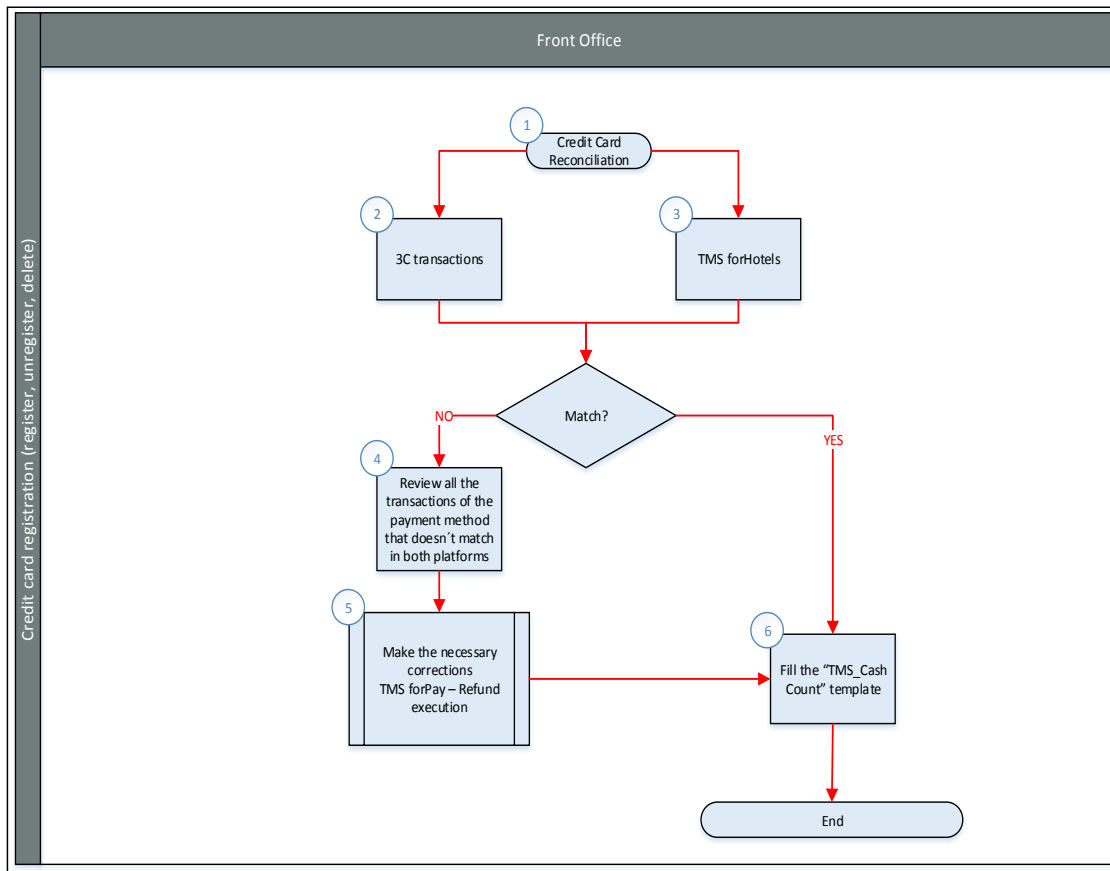 Front Office
Credit card registration (register, unregister, delete)
1
Credit Card
Reconciliation
2
3C transactions
3
TMS forHotels
Match?
NO
YES
4
Review all the
transactions of the
payment method
that doesn´t match
in both platforms
5
Make the necessary
corrections
TMS forPay – Refund
execution
6
Fill the “TMS_Cash
Count” template
End